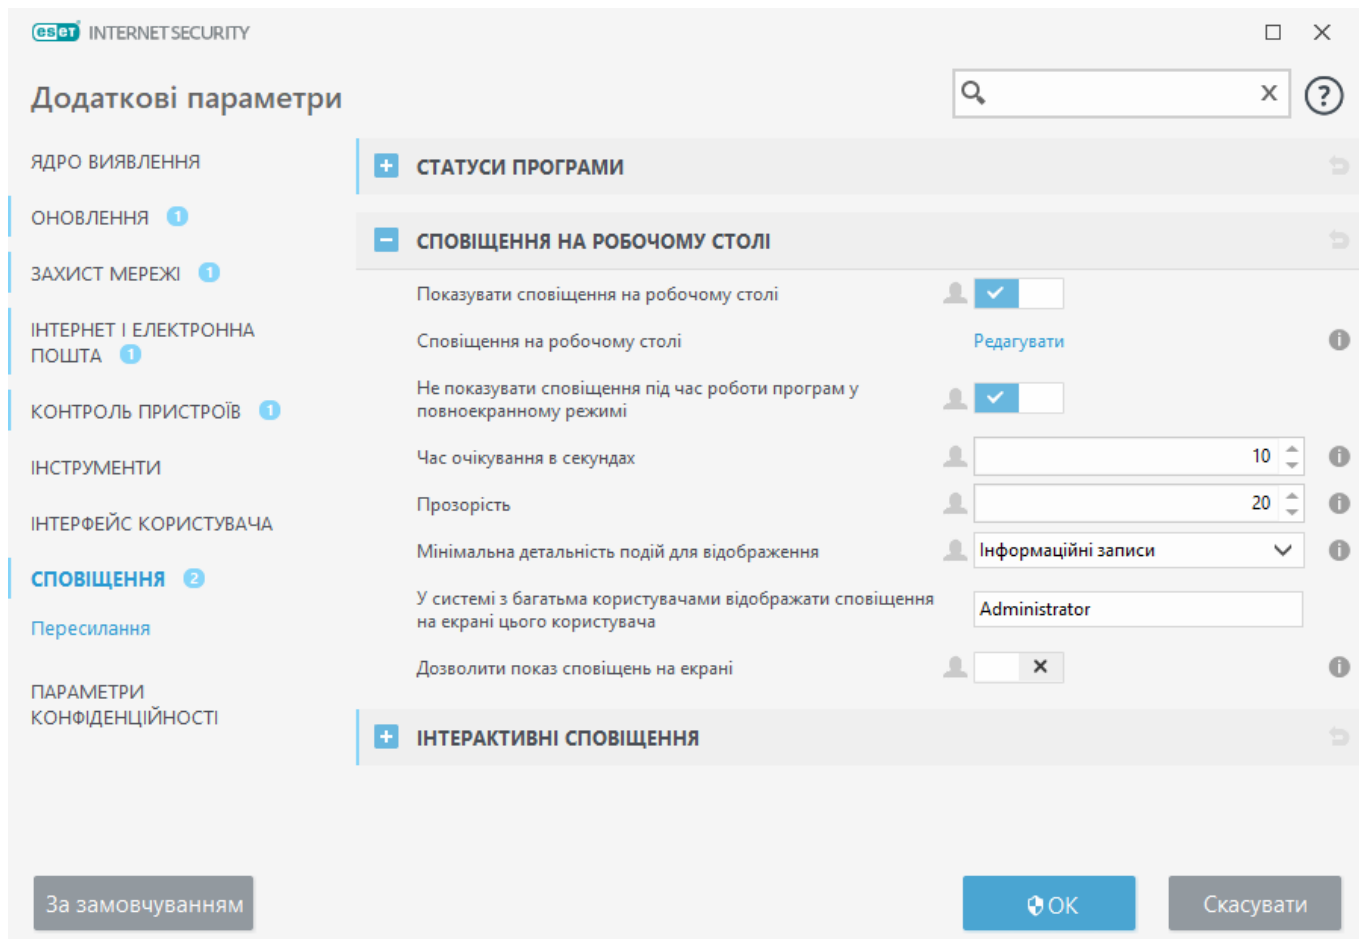 eset INTERNET SECURITY
Додаткові параметри
x
?
ЯДРО ВИЯВЛЕННЯ
ОНОВЛЕННЯ 1
ЗАХИСТ МЕРЕЖІ 1
ІНТЕРНЕТ І ЕЛЕКТРОННА
ПОШТА 1
КОНТРОЛЬ ПРИСТРОЇВ 1
ІНСТРУМЕНТИ
ІНТЕРФЕЙС КОРИСТУВАЧА
СПОВІЩЕННЯ 2
Пересилання
ПАРАМЕТРИ
КОНФІДЕНЦІЙНОСТІ
СТАТУСИ ПРОГРАМИ
СПОВІЩЕННЯ НА РОБОЧОМУ СТОЛІ
Показувати сповіщення на робочому столі
Сповіщення на робочому столі Редагувати
Не показувати сповіщення під час роботи програм у
повноекранному режимі
Час очікування в секундах 10
Прозорість 20
Мінімальна детальність подій для відображення Інформаційні записи
У системі з багатьма користувачами відображати сповіщення
на екрані цього користувача Administrator
Дозволити показ сповіщень на екрані
ІНТЕРАКТИВНІ СПОВІЩЕННЯ
За замовчуванням OK Скасувати